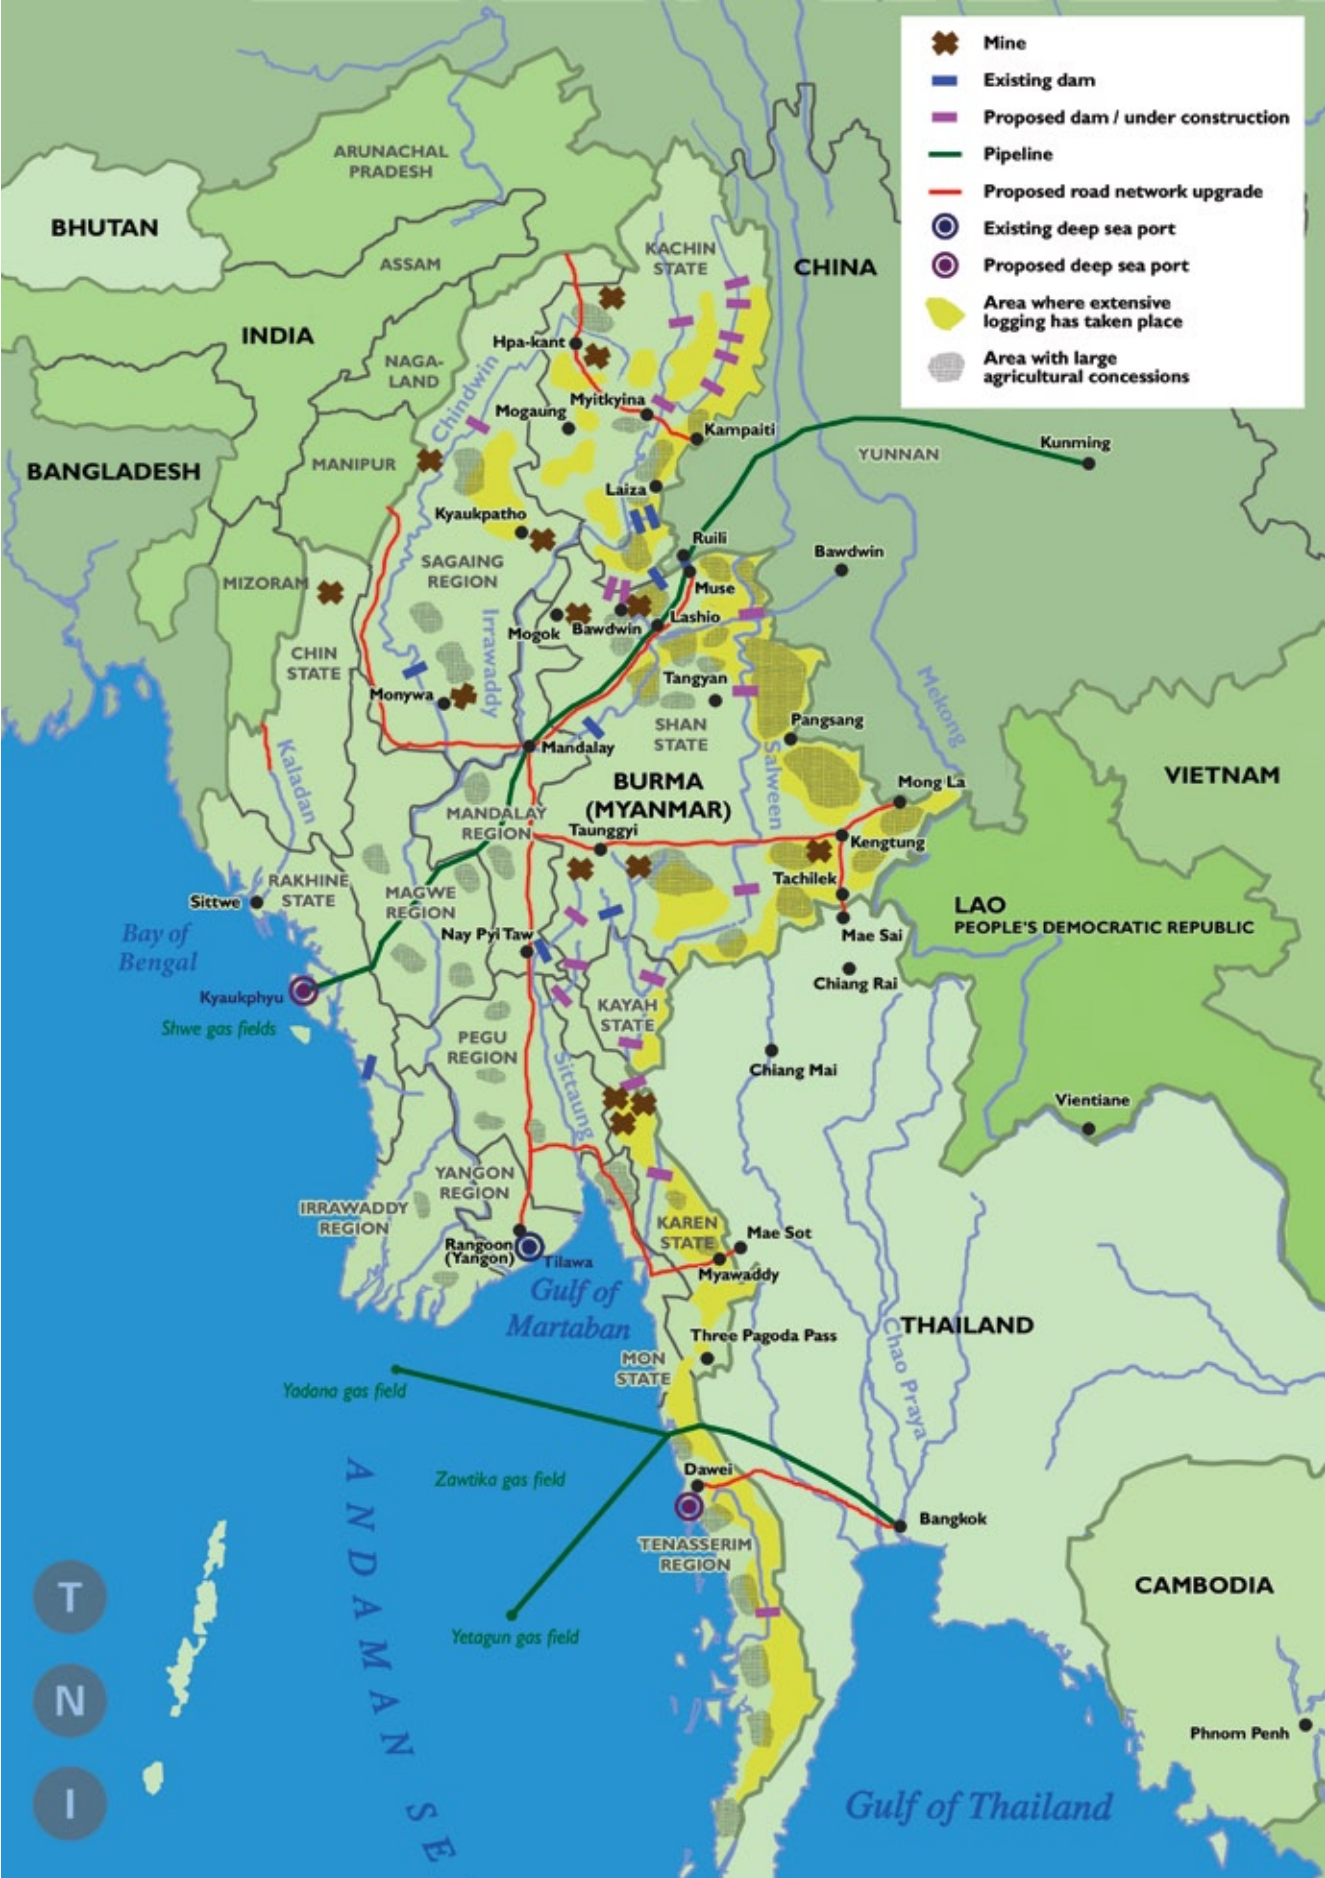 Mine
Existing dam
Proposed dam / under construction
Pipeline
Proposed road network upgrade
Existing deep sea port
Proposed deep sea port
Area where extensive
logging has taken place
Area with large
agricultural concessions
ARUNACHAL
PRADESH
BHUTAN
KACHIN
STATE
CHINA
ASSAM
INDIA
Hpa-kant
NAGA-
LAND
Chindwin
Myitkyina
Mogaung
Kampaiti
Kunming
YUNNAN
MANIPUR
BANGLADESH
Laiza
Kyaukpatho
Ruili
Bawdwin
SAGAING
REGION
MIZORAM
Muse
Lashio
Irrawaddy
Mogok
Bawdwin
CHIN
STATE
Tangyan
Monywa
Mekong
SHAN
STATE
Pangsang
Kaladan
Mandalay
Salween
BURMA
(MYANMAR)
Mong La
VIETNAM
MANDALAY
REGION
Taunggyi
Kengtung
RAKHINE
STATE
Tachilek
MAGWE
REGION
Sittwe
LAO
PEOPLE'S DEMOCRATIC REPUBLIC
Bay of
Bengal
Nay Pyi Taw
Mae Sai
Chiang Rai
Kyaukphyu
KAYAH
STATE
Shwe gas fields
PEGU
REGION
Sittaung
Chiang Mai
Vientiane
YANGON
REGION
IRRAWADDY
REGION
KAREN
STATE
Mae Sot
Rangoon
(Yangon)
Tilawa
Myawaddy
Gulf of
Martaban
THAILAND
Three Pagoda Pass
Chao Praya
MON
STATE
Yadana gas field
Dawei
Zawtika gas field
Bangkok
TENASSERIM
REGION
ANDAMAN SE
CAMBODIA
Yetagun gas field
Phnom Penh
Gulf of Thailand
T
N
I